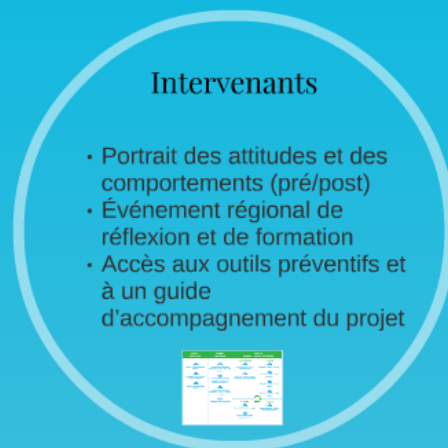 Intervenants
• Portrait des attitudes et des
comportements (pré/post)
• Événement régional de
réflexion et de formation
• Accès aux outils préventifs et
à un guide
d'accompagnement du projet